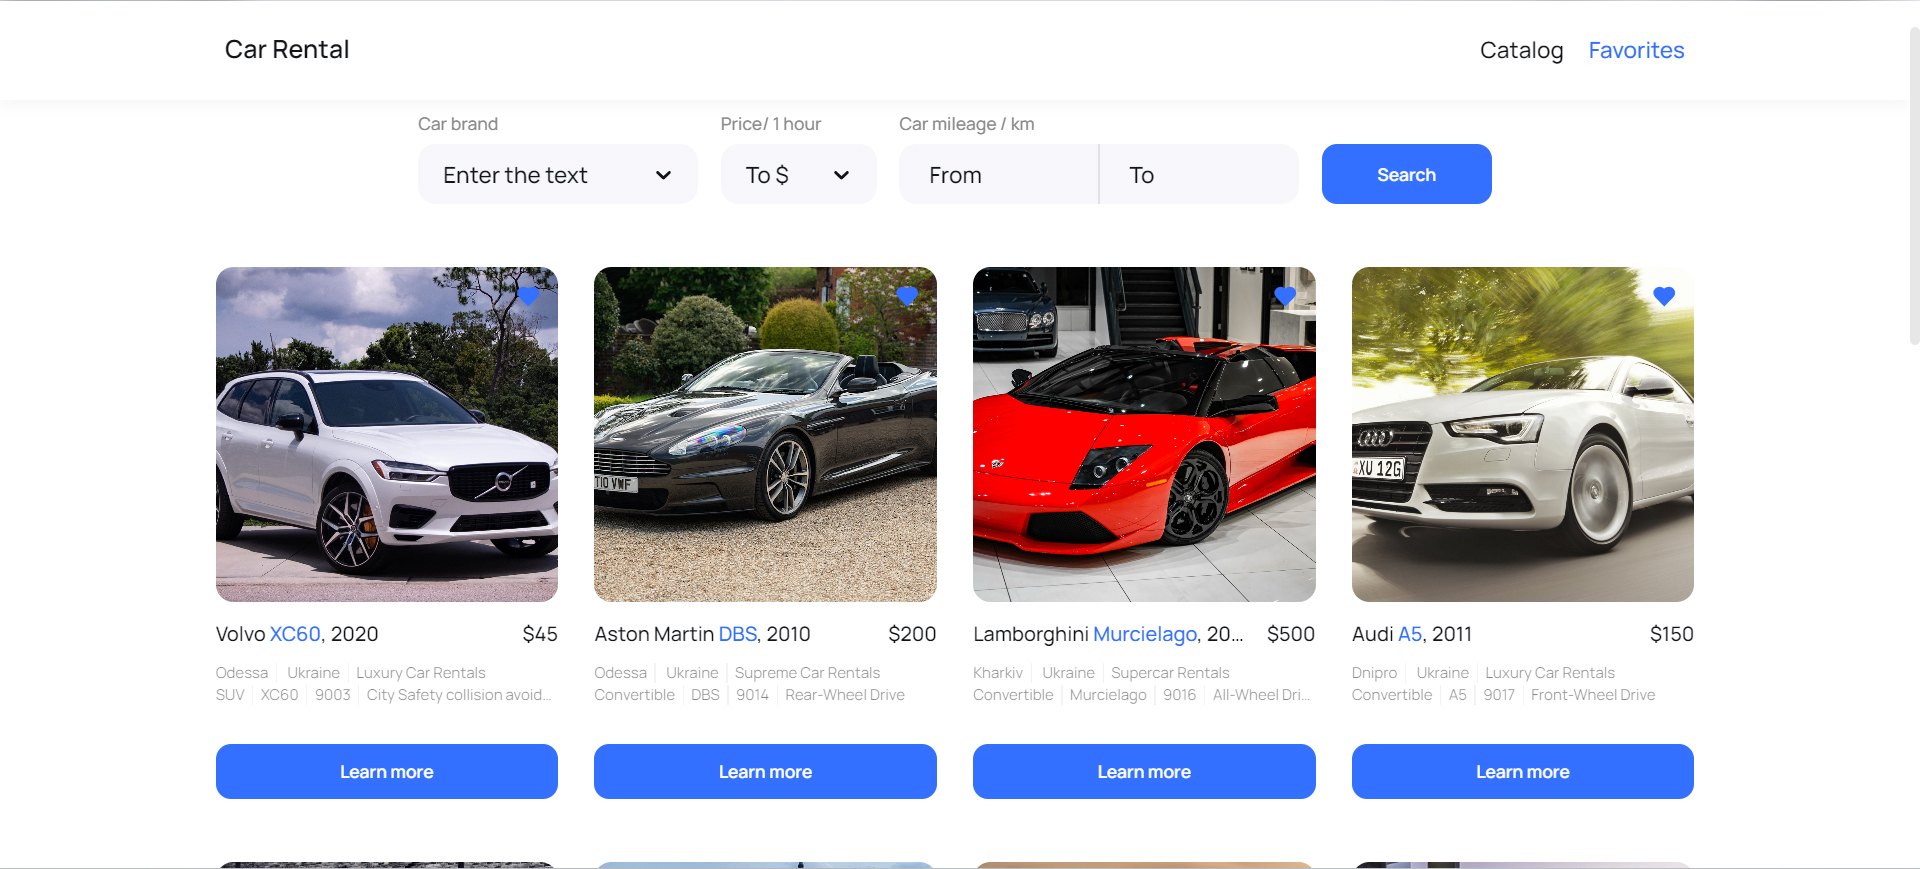 Car Rental
Catalog Favorites
Car brand Price/ 1 hour Car mileage / km
Enter the text To $ From To Search
T10 VWF
XU 12G
Volvo XC60, 2020 $45
Aston Martin DBS, 2010 $200
Lamborghini Murcielago, 20... $500
Audi A5, 2011 $150
Odessa Ukraine Luxury Car Rentals
SUV XC60 9003 City Safety collision avoid...
Odessa Ukraine Supreme Car Rentals
Convertible DBS 9014 Rear-Wheel Drive
Kharkiv Ukraine Supercar Rentals
Convertible Murcielago 9016 All-Wheel Dri...
Dnipro Ukraine Luxury Car Rentals
Convertible A5 9017 Front-Wheel Drive
Learn more Learn more Learn more Learn more